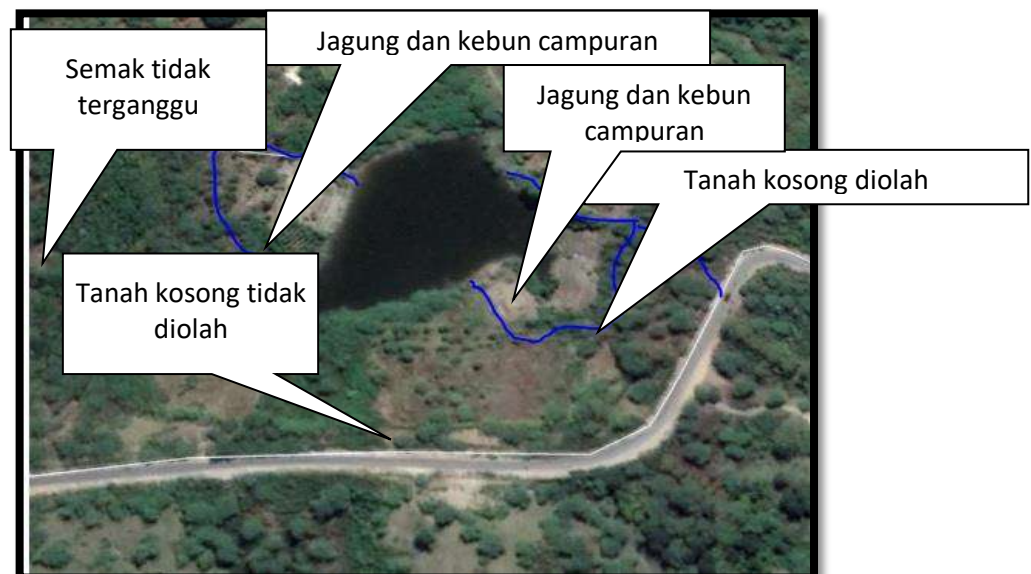 Semak tidak
terganggu
Jagung dan kebun campuran
Jagung dan kebun
campuran
Tanah kosong diolah
Tanah kosong tidak
diolah